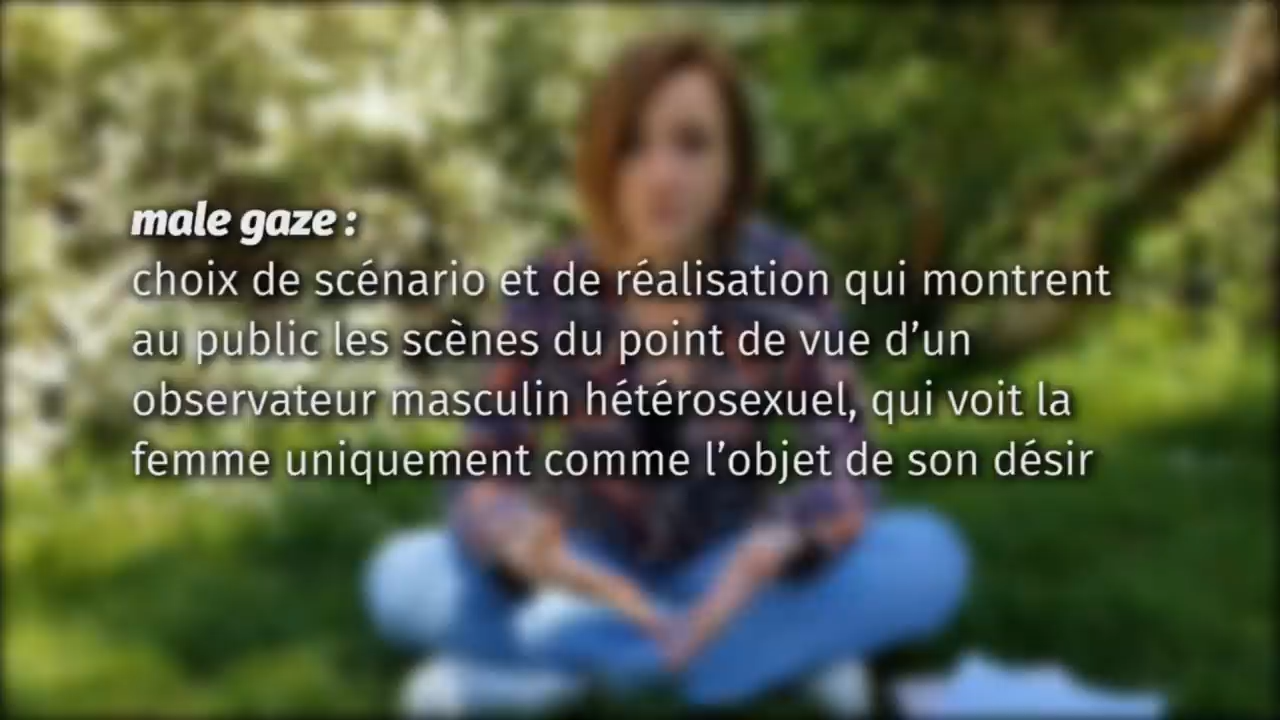 male gaze :
choix de scénario et de réalisation qui montrent
au public les scènes du point de vue d’un
observateur masculin hétérosexuel, qui voit la
femme uniquement comme l’objet de son désir